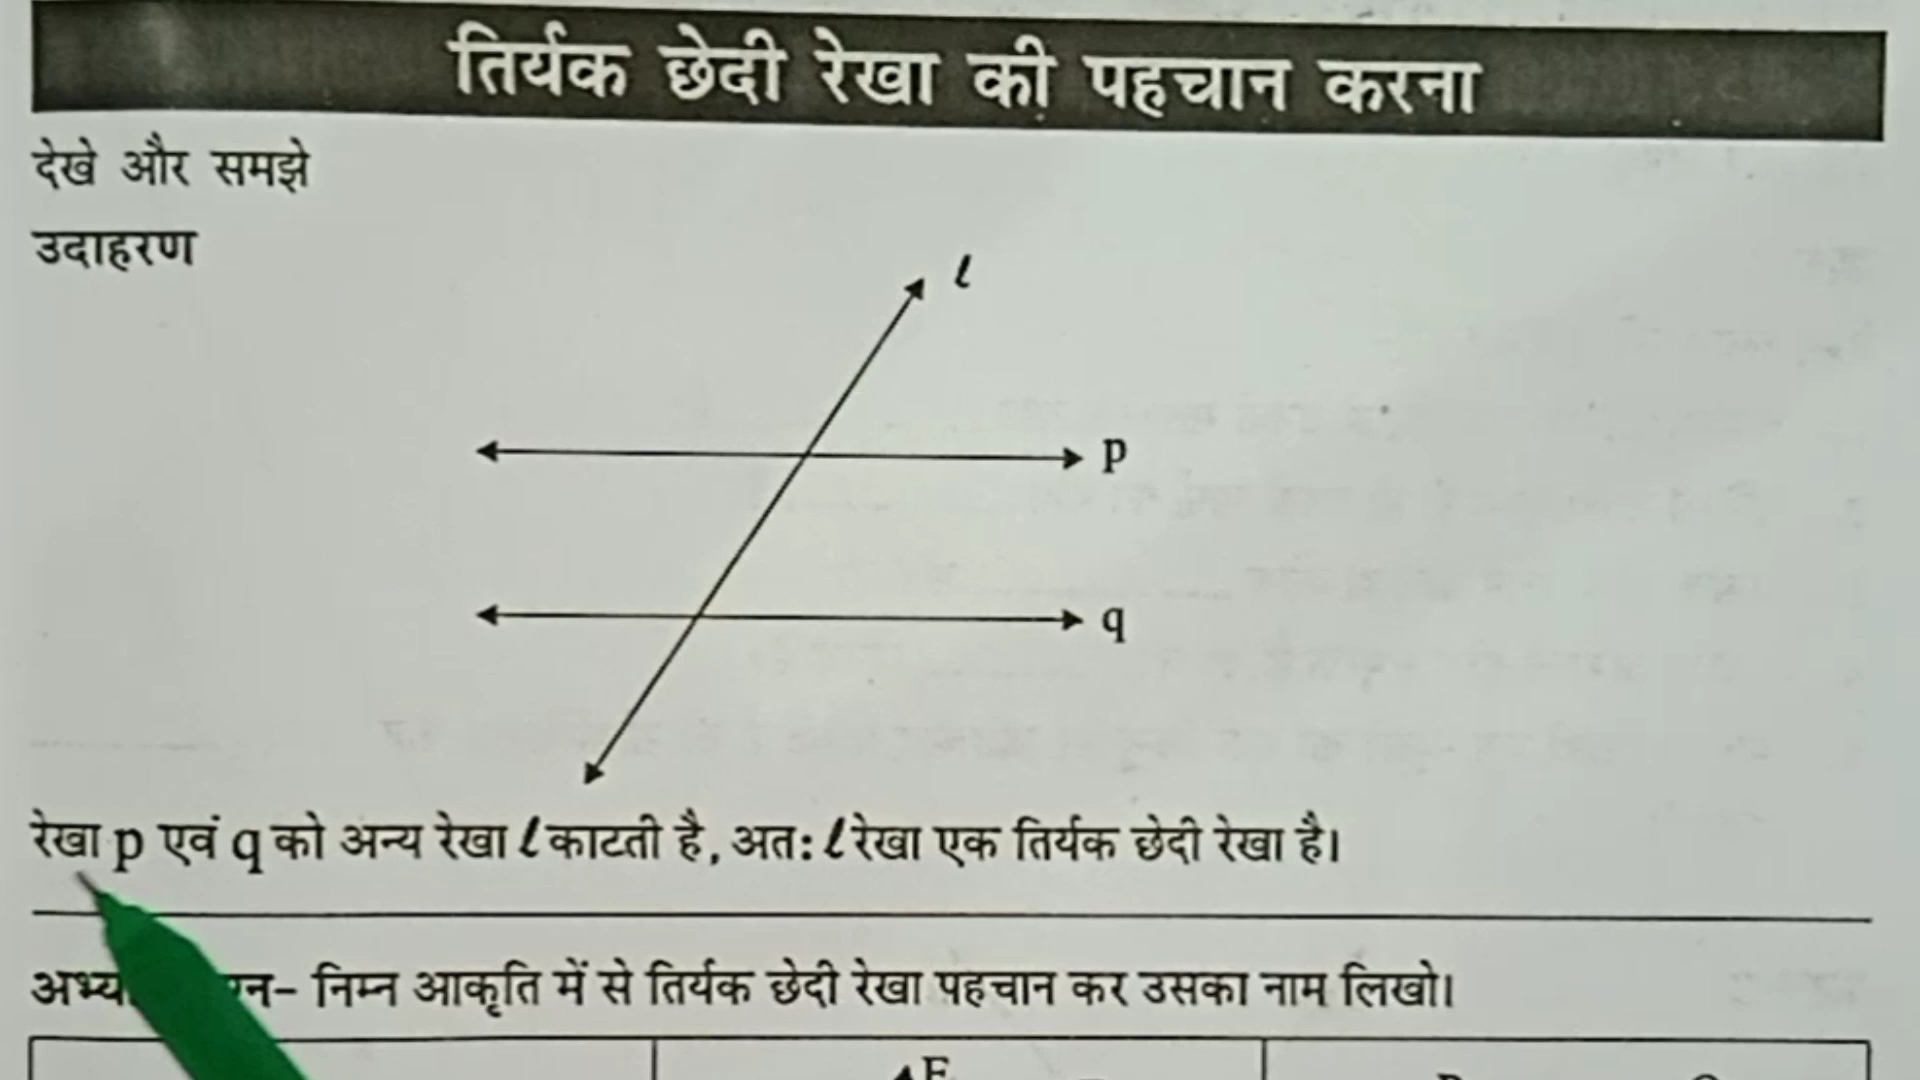 तिर्यक छेदी रेखा की पहचान करना
देखे और समझे
उदाहरण
l
p
q
रेखा p एवं q को अन्य रेखा l काटती है, अत: l रेखा एक तिर्यक छेदी रेखा है।
निम्न आकृति में से तिर्यक छेदी रेखा पहचान कर उसका नाम लिखो।
E